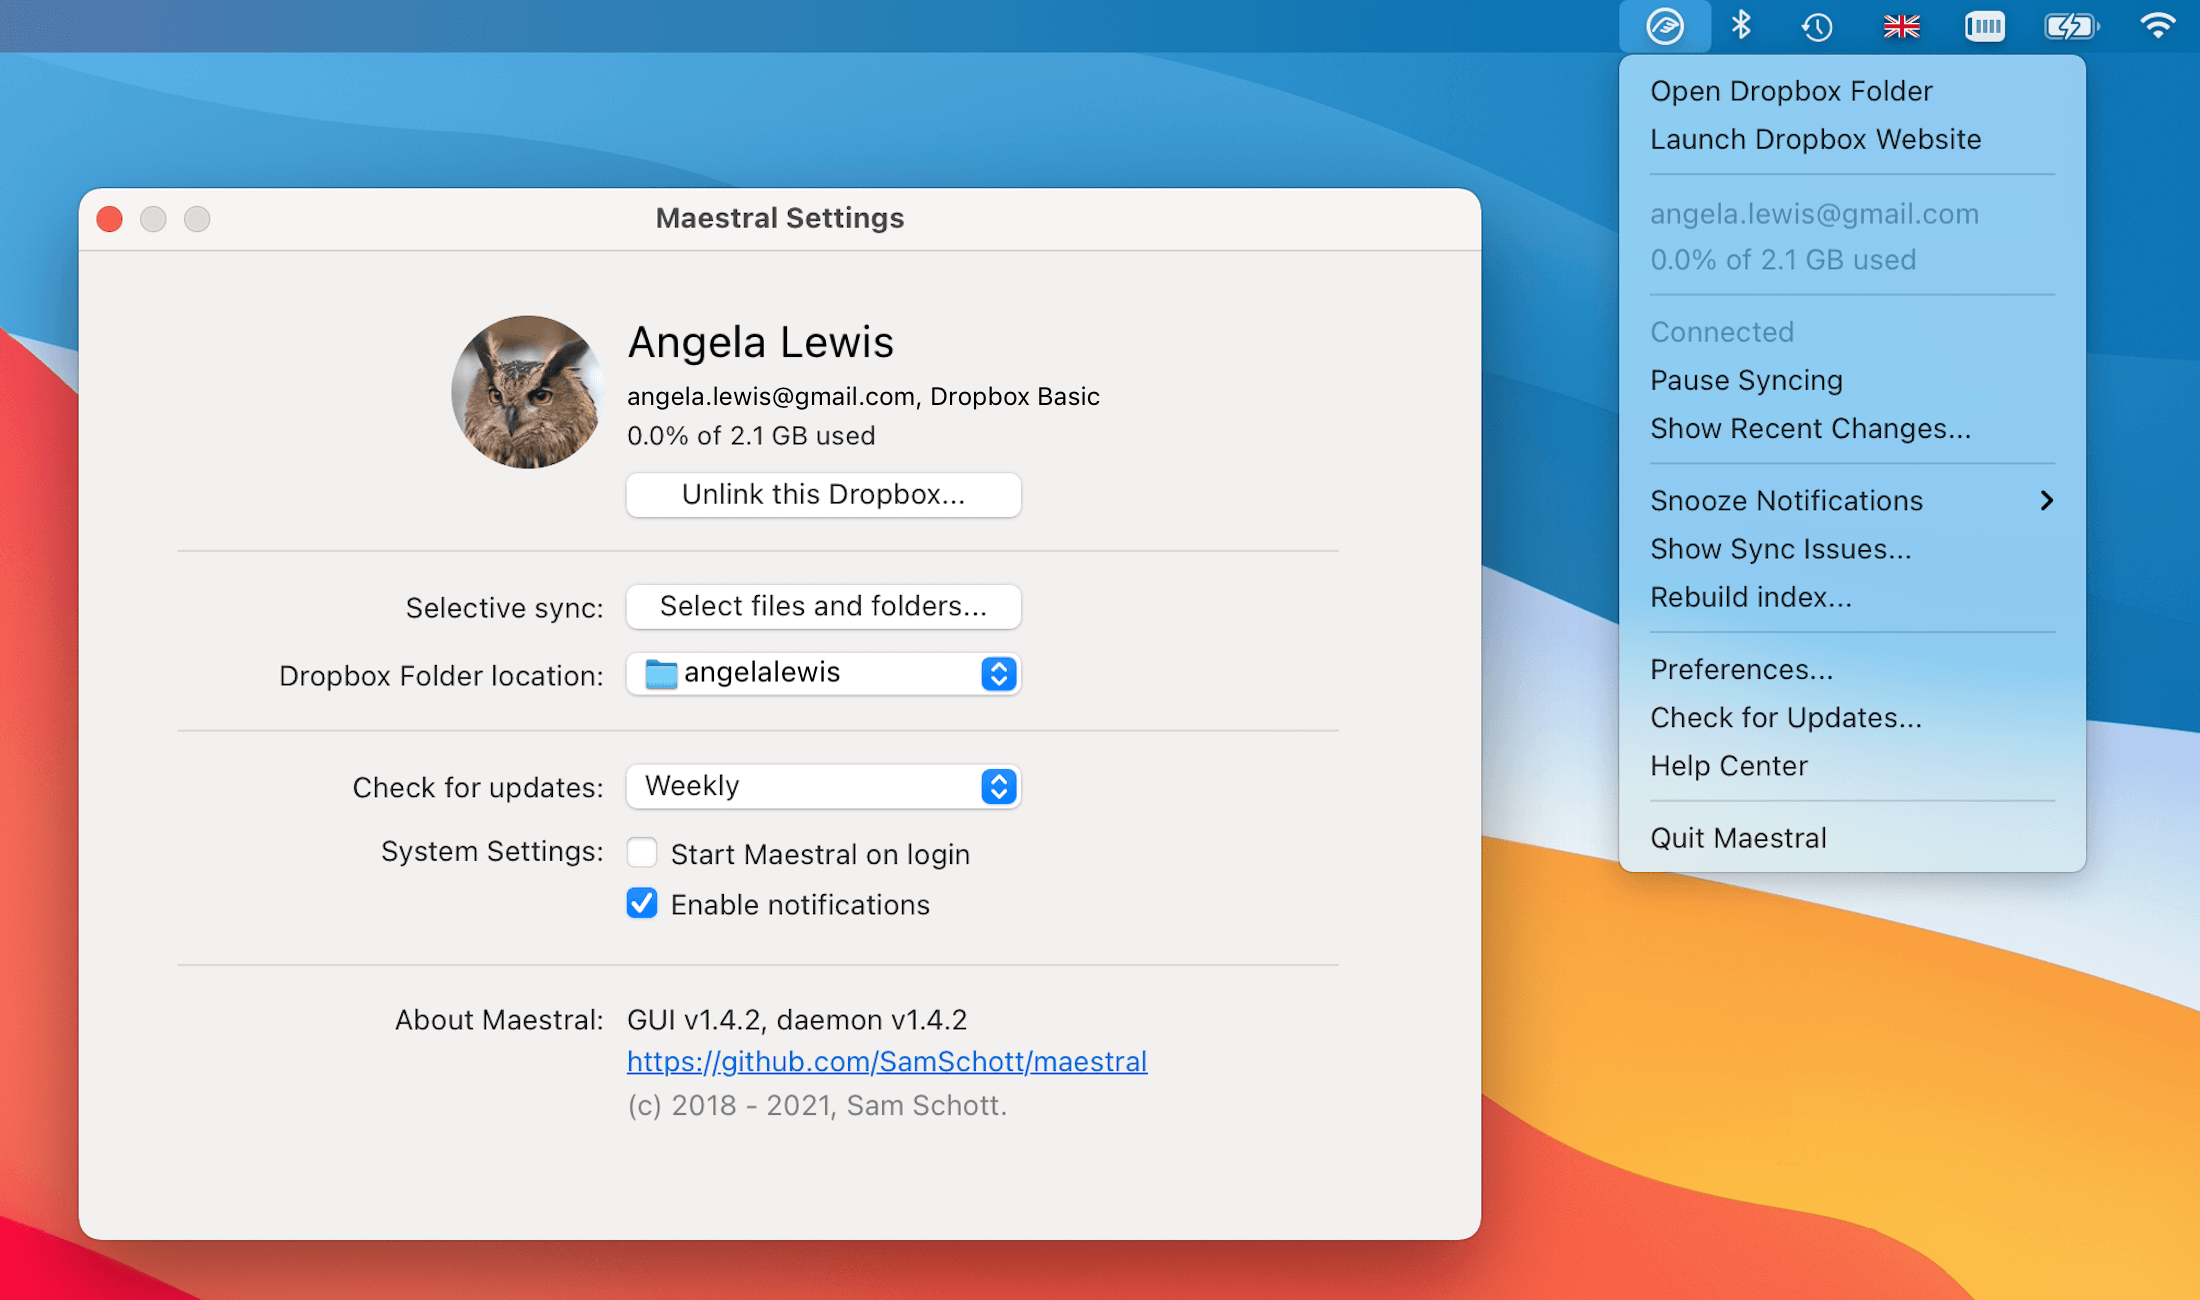 Open Dropbox Folder
Launch Dropbox Website
angela.lewis@gmail.com
0.0% of 2.1 GB used
Connected
Pause Syncing
Show Recent Changes...
Snooze Notifications
Show Sync Issues...
Rebuild index...
Preferences...
Check for Updates...
Help Center
Quit Maestral
Maestral Settings
Angela Lewis
angela.lewis@gmail.com, Dropbox Basic
0.0% of 2.1 GB used
Unlink this Dropbox...
Selective sync: Select files and folders...
Dropbox Folder location: angelalewis
Check for updates: Weekly
System Settings: Start Maestral on login
Enable notifications
About Maestral: GUI v1.4.2, daemon v1.4.2
https://github.com/SamSchott/maestral
(c) 2018 - 2021, Sam Schott.